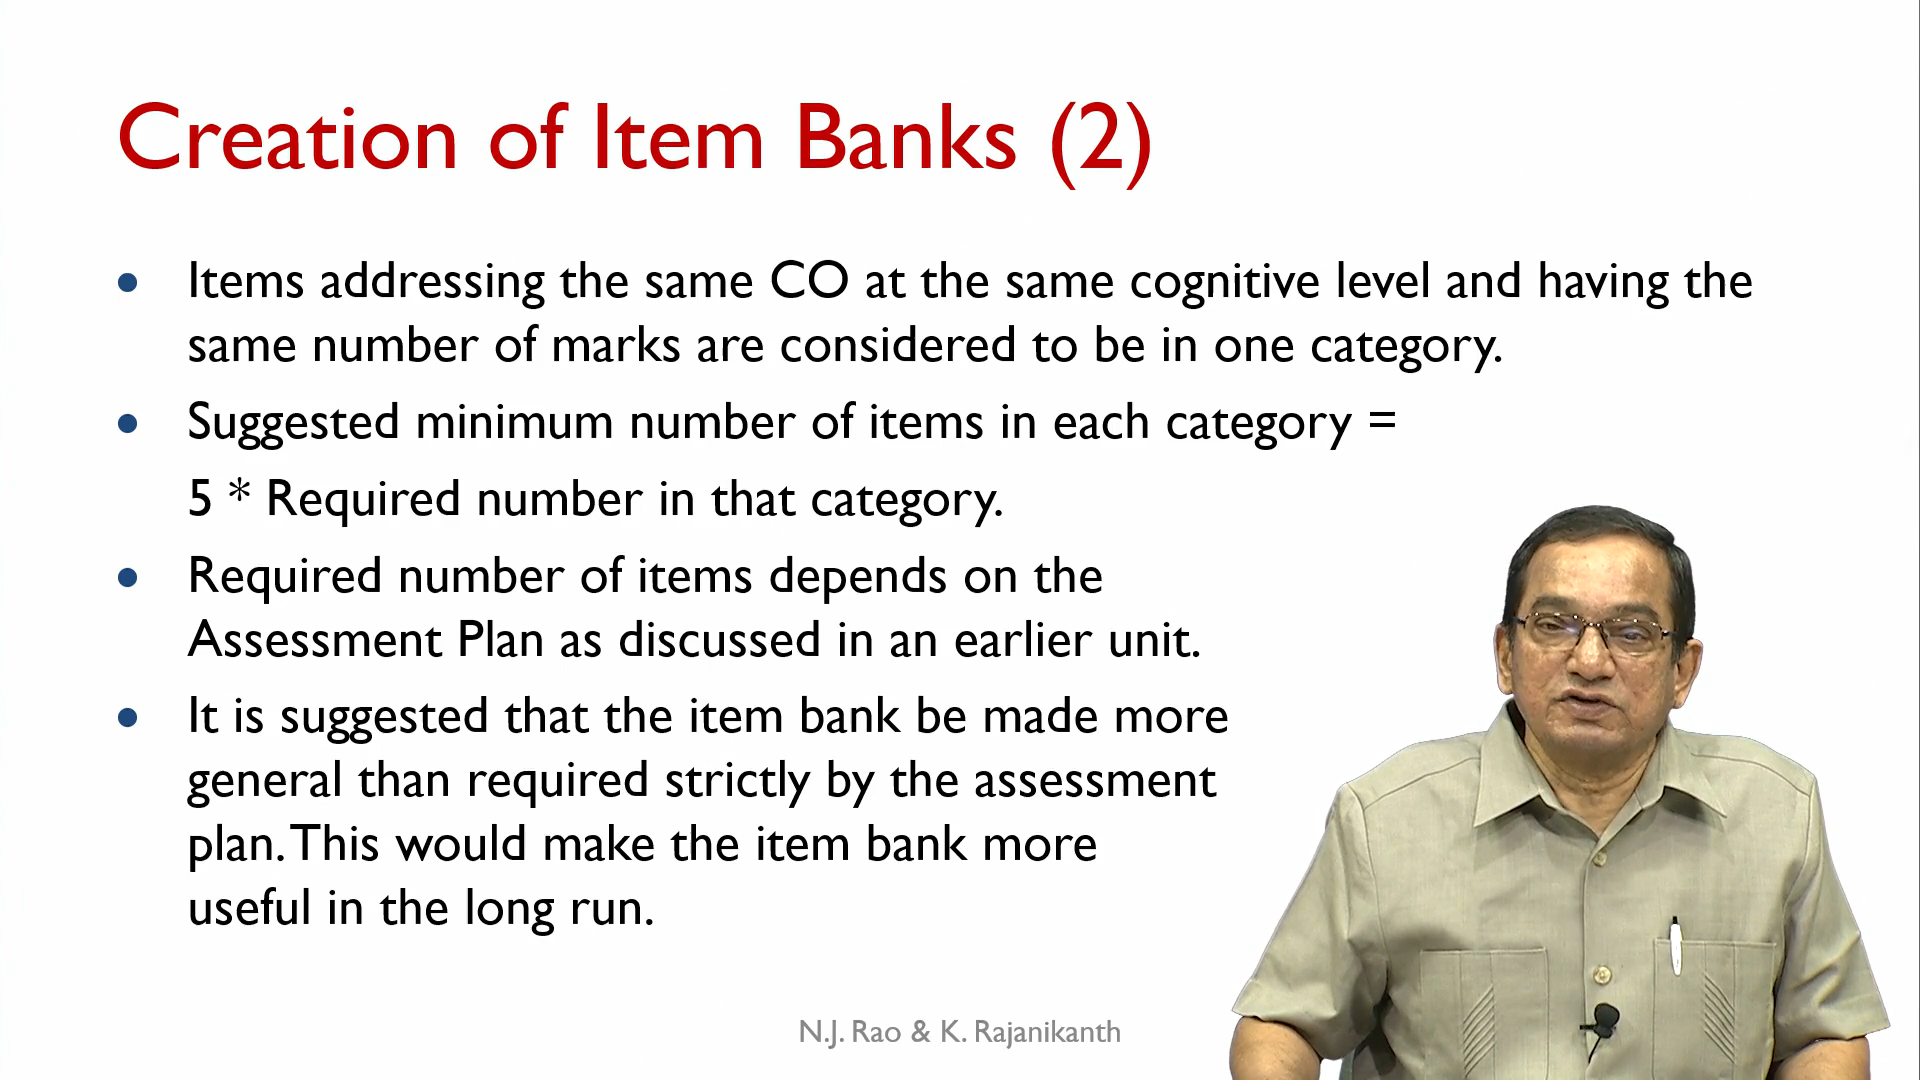 Creation of Item Banks (2)
• Items addressing the same CO at the same cognitive level and having the
same number of marks are considered to be in one category.
• Suggested minimum number of items in each category =
5 * Required number in that category.
• Required number of items depends on the
Assessment Plan as discussed in an earlier unit.
• It is suggested that the item bank be made more
general than required strictly by the assessment
plan. This would make the item bank more
useful in the long run.
N.J. Rao & K. Rajanikanth